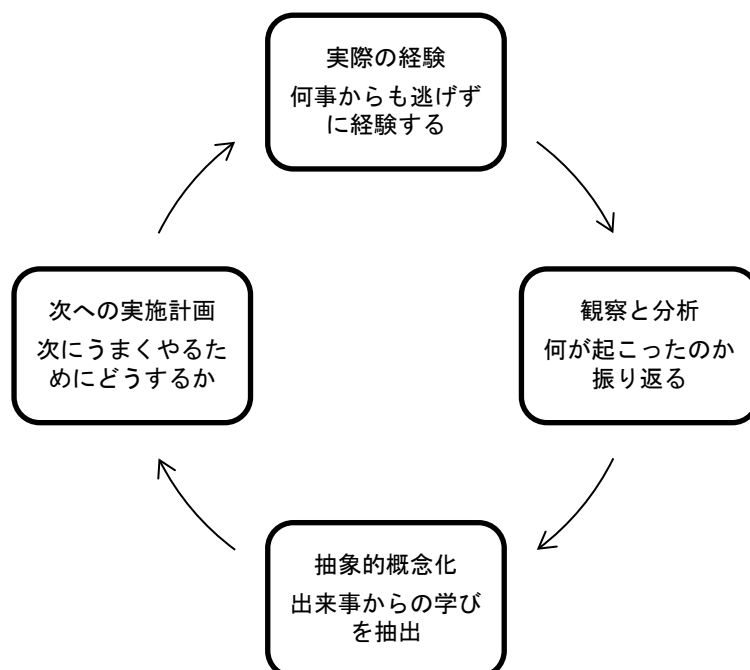 実際の経験
何事からも逃げず
に経験する
観察と分析
何が起こったのか
振り返る
抽象的概念化
出来事からの学び
を抽出
次への実施計画
次にうまくやるた
めにどうするか